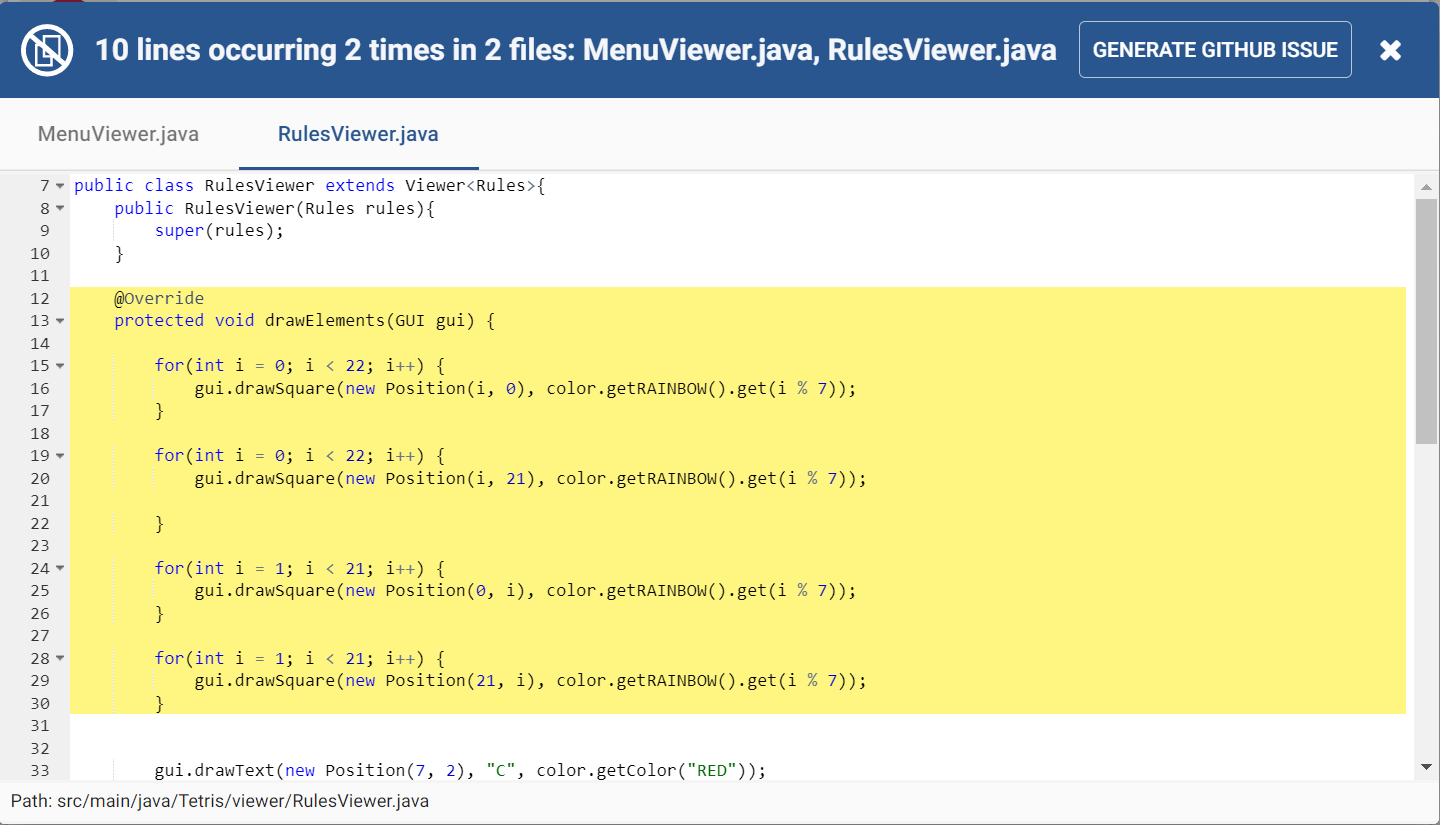 10 lines occurring 2 times in 2 files: MenuViewer.java, RulesViewer.java
GENERATE GITHUB ISSUE
MenuViewer.java
RulesViewer.java
7 public class RulesViewer extends Viewer<Rules>{
8     public RulesViewer(Rules rules){
9         super(rules);
10     }
11
12     @Override
13     protected void drawElements(GUI gui) {
14
15         for(int i = 0; i < 22; i++) {
16             gui.drawSquare(new Position(i, 0), color.getRAINBOW().get(i % 7));
17         }
18
19         for(int i = 0; i < 22; i++) {
20             gui.drawSquare(new Position(i, 21), color.getRAINBOW().get(i % 7));
21
22         }
23
24         for(int i = 1; i < 21; i++) {
25             gui.drawSquare(new Position(0, i), color.getRAINBOW().get(i % 7));
26         }
27
28         for(int i = 1; i < 21; i++) {
29             gui.drawSquare(new Position(21, i), color.getRAINBOW().get(i % 7));
30         }
31
32
33         gui.drawText(new Position(7, 2), "C", color.getColor("RED"));
Path: src/main/java/Tetris/viewer/RulesViewer.java